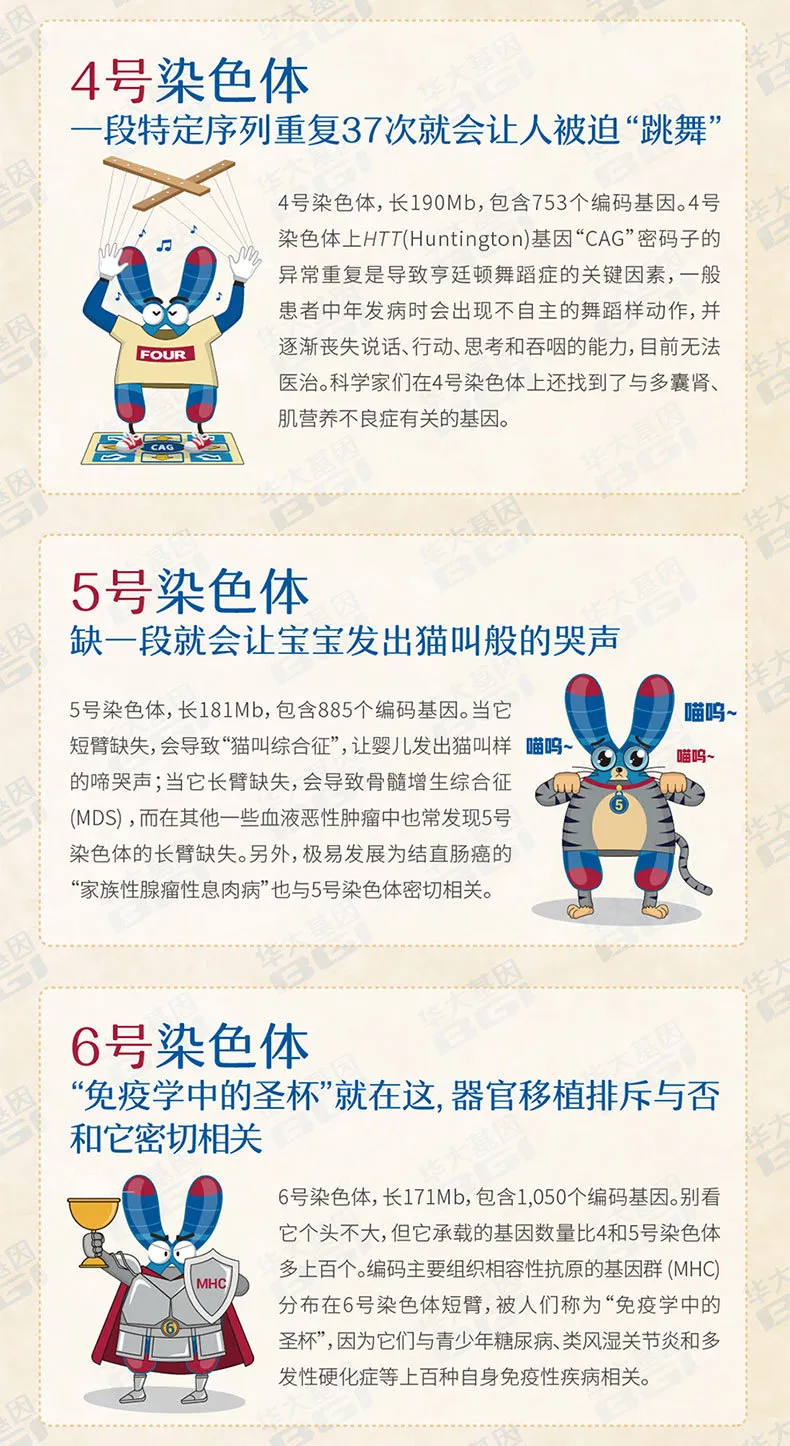 4号染色体
一段特定序列重复37次就会让人被迫“跳舞”
4号染色体，长190Mb，包含753个编码基因。4号
染色体上HTT(Huntington)基因“CAG”密码子的
异常重复是导致亨廷顿舞蹈症的关键因素，一般
患者中年发病时会出现不自主的舞蹈样动作，并
逐渐丧失说话、行动、思考和吞咽的能力，目前无法
医治。科学家们在4号染色体上还找到了与多囊肾、
肌营养不良症有关的基因。
FOUR
CAG
5号染色体
缺一段就会让宝宝发出猫叫般的哭声
5号染色体，长181Mb，包含885个编码基因。当它
短臂缺失，会导致“猫叫综合征”，让婴儿发出猫叫样
的啼哭声；当它长臂缺失，会导致骨髓增生综合征
(MDS) ，而在其他一些血液恶性肿瘤中也常发现5号
染色体的长臂缺失。另外，极易发展为结直肠癌的
“家族性腺瘤性息肉病”也与5号染色体密切相关。
喵呜~
喵呜~
喵呜~
5
6号染色体
“免疫学中的圣杯”就在这，器官移植排斥与否
和它密切相关
6号染色体，长171Mb，包含1,050个编码基因。别看
它个头不大，但它承载的基因数量比4和5号染色体
多上百个。编码主要组织相容性抗原的基因群 (MHC)
分布在6号染色体短臂，被人们称为“免疫学中的
圣杯”，因为它们与青少年糖尿病、类风湿关节炎和多
发性硬化症等上百种自身免疫性疾病相关。
MHC
6
华大基因
BGI